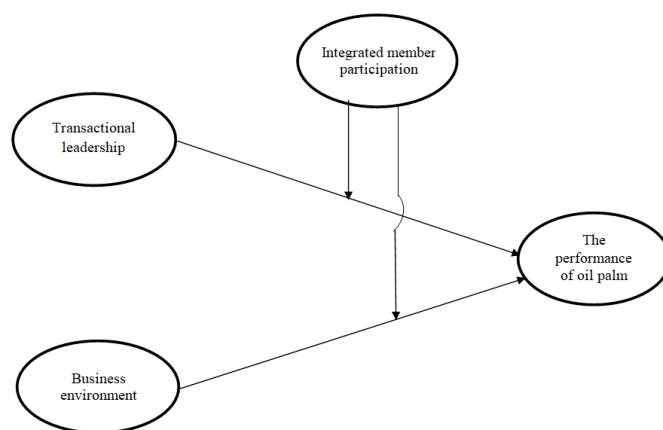 Integrated member
participation
Transactional
leadership
The
performance
of oil palm
Business
environment